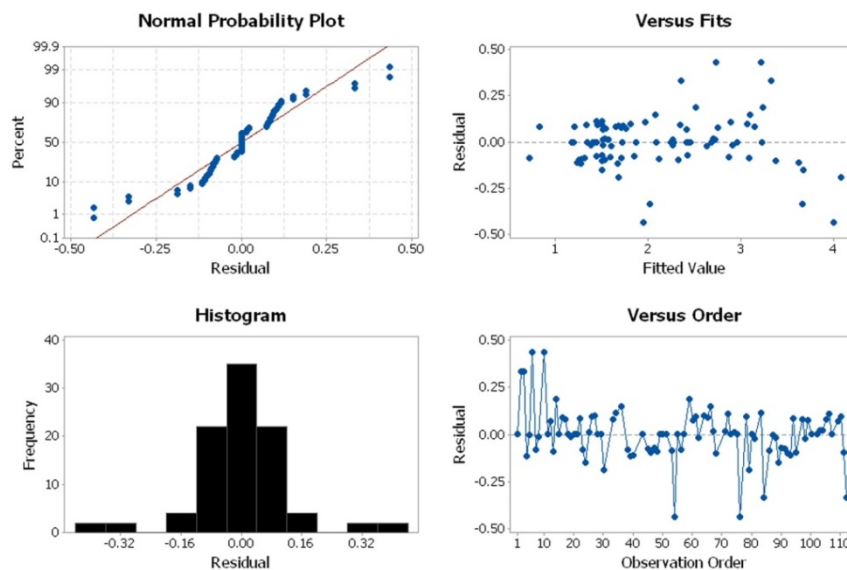 Normal Probability Plot
99.9
99
90
50
10
1
0.1
Percent
-0.50 -0.25 0.00 0.25 0.50
Residual
Versus Fits
0.50
0.25
0.00
-0.25
-0.50
Residual
1 2 3 4
Fitted Value
Histogram
40
30
20
10
0
Frequency
-0.32 -0.16 0.00 0.16 0.32
Residual
Versus Order
0.50
0.25
0.00
-0.25
-0.50
Residual
1 10 20 30 40 50 60 70 80 90 100 110
Observation Order